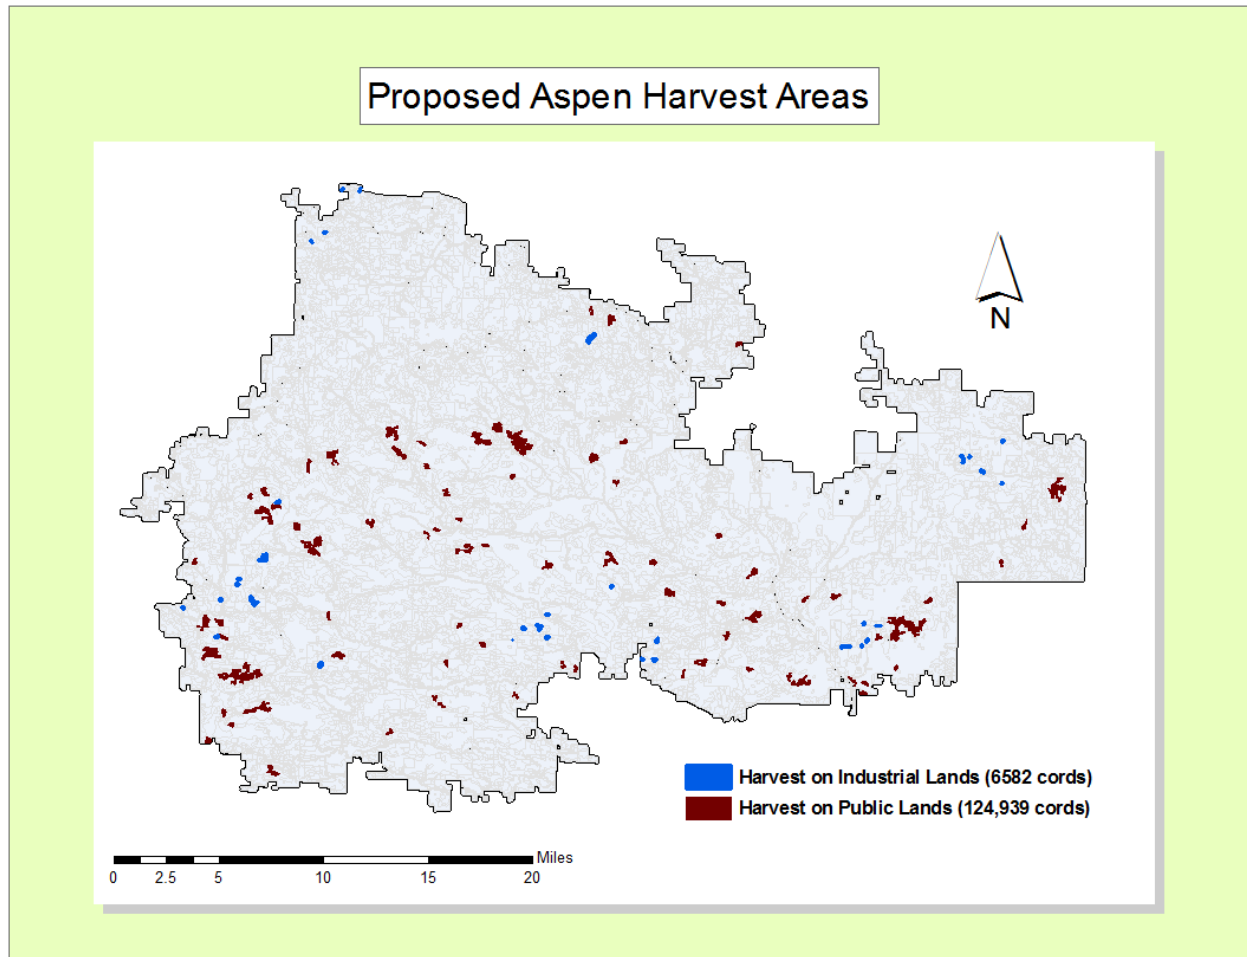 Proposed Aspen Harvest Areas
N
Harvest on Industrial Lands (6582 cords)
Harvest on Public Lands (124,939 cords)
Miles
0 2.5 5 10 15 20